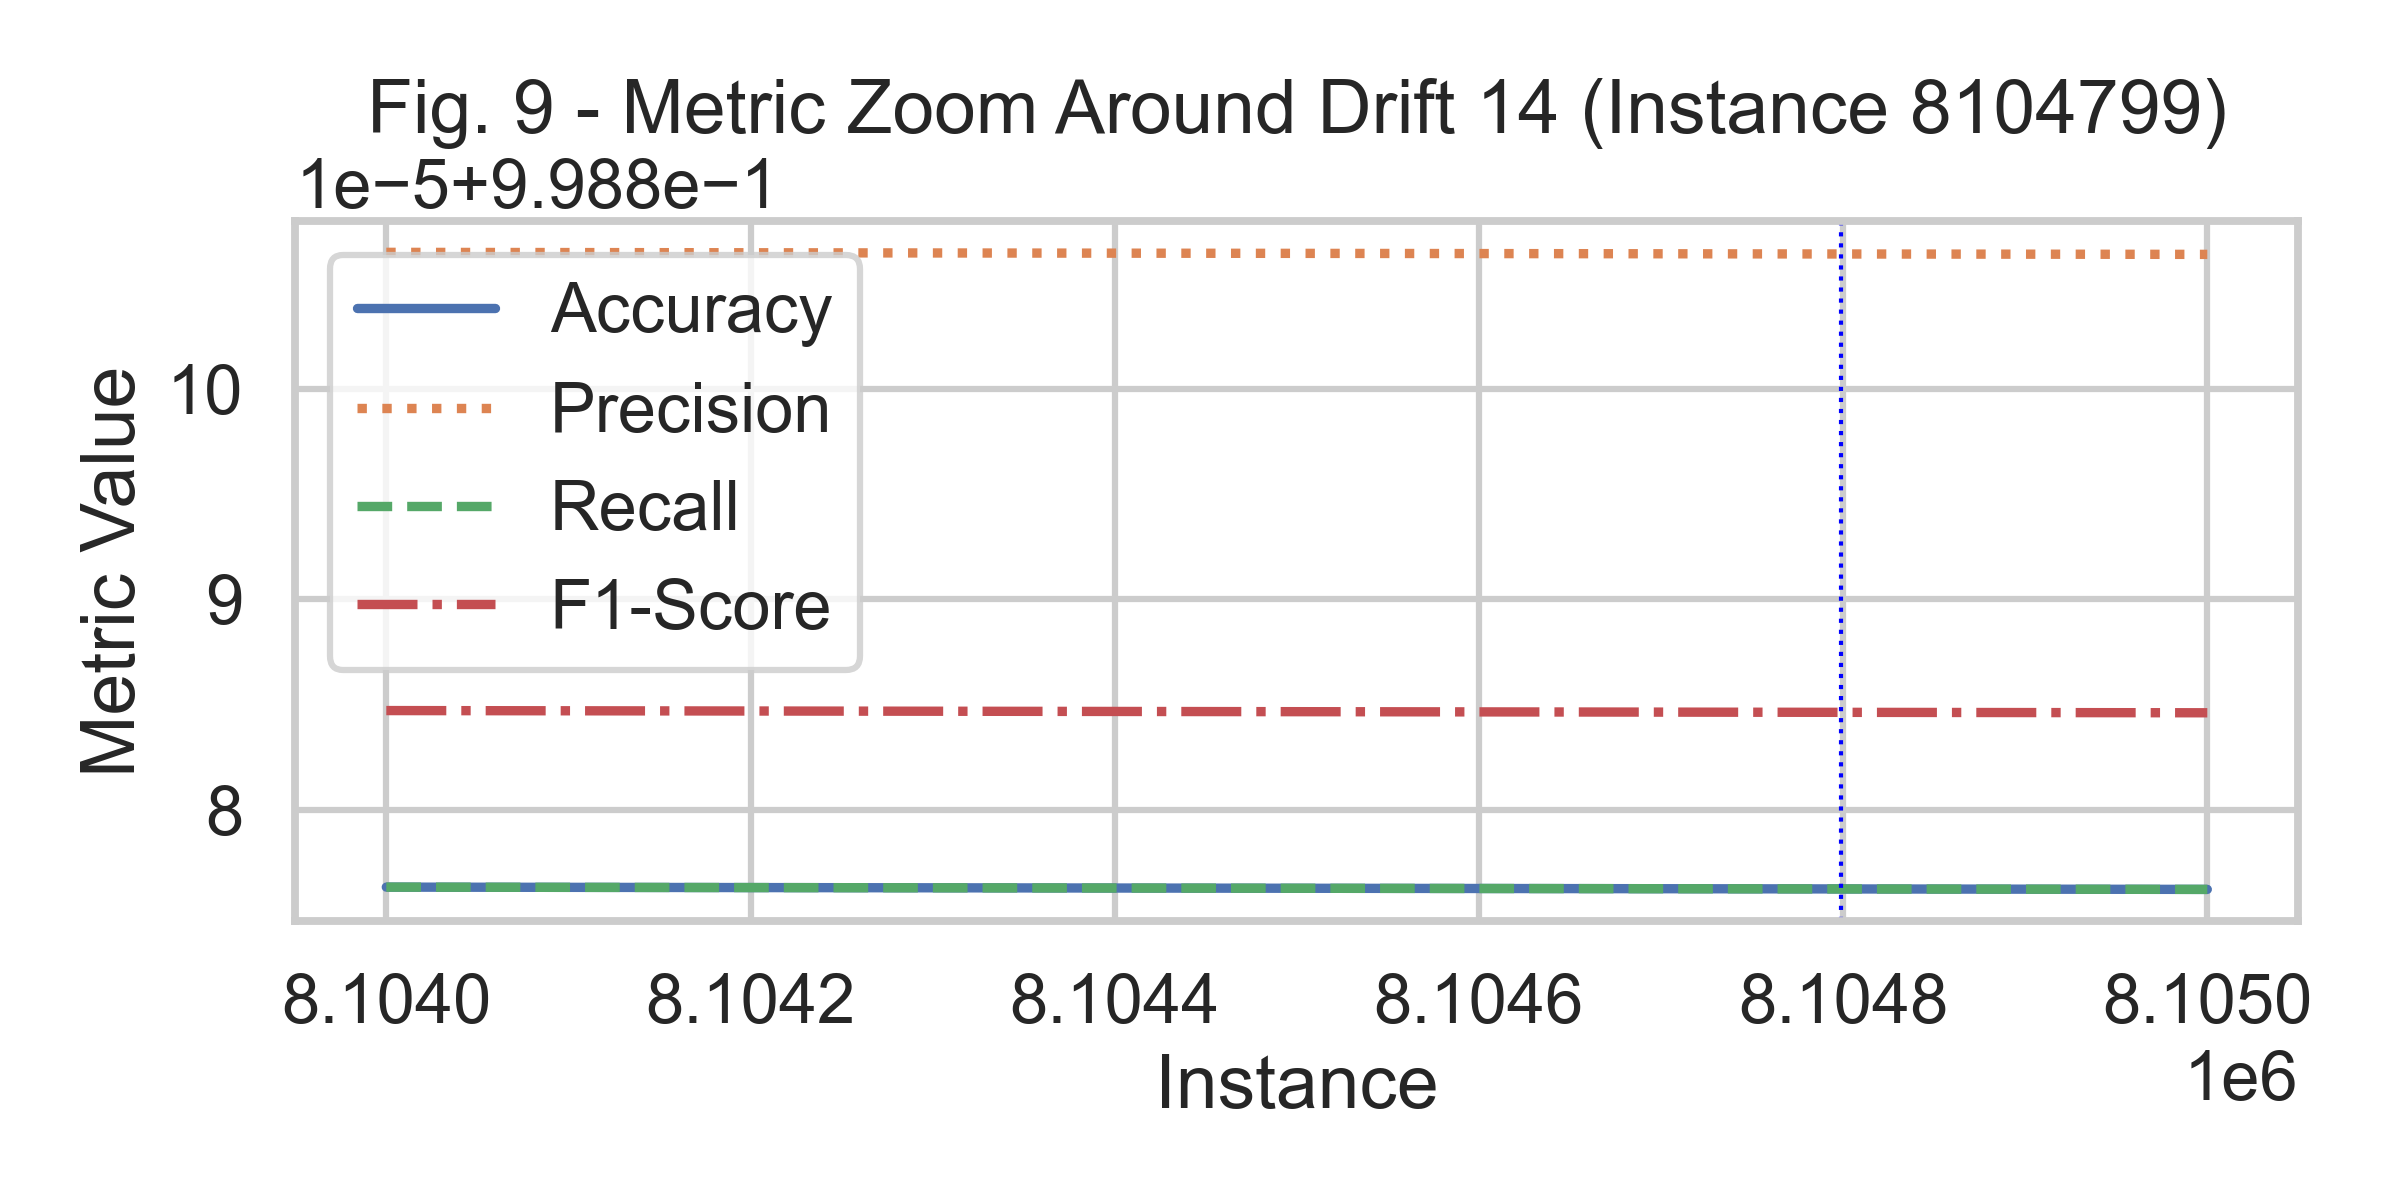 Fig. 9 - Metric Zoom Around Drift 14 (Instance 8104799)
1e−5+9.988e−1
Accuracy
Precision
Recall
F1-Score
10
9
8
Metric Value
8.1040 8.1042 8.1044 8.1046 8.1048 8.1050
1e6
Instance